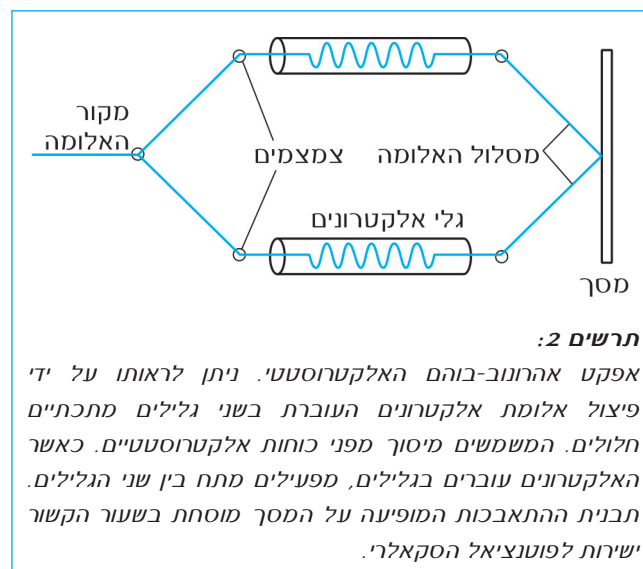 מקור
האלומה
צמצמים
מסלול האלומה
גלי אלקטרונים
מסך
תרשים 2:
אפקט אהרונוב-בוהם האלקטרוסטטי. ניתן לראותו על ידי
פיצול אלומת אלקטרונים העוברת בשני גלילים מתכתיים
חלולים. המשמשים מיסוך מפני כוחות אלקטרוסטטיים. כאשר
האלקטרונים עוברים בגלילים, מפעילים מתח בין שני הגלילים.
תבנית ההתאבכות המופיעה על המסך מוסחת בשעור הקשור
ישירות לפוטנציאל הסקאלרי.